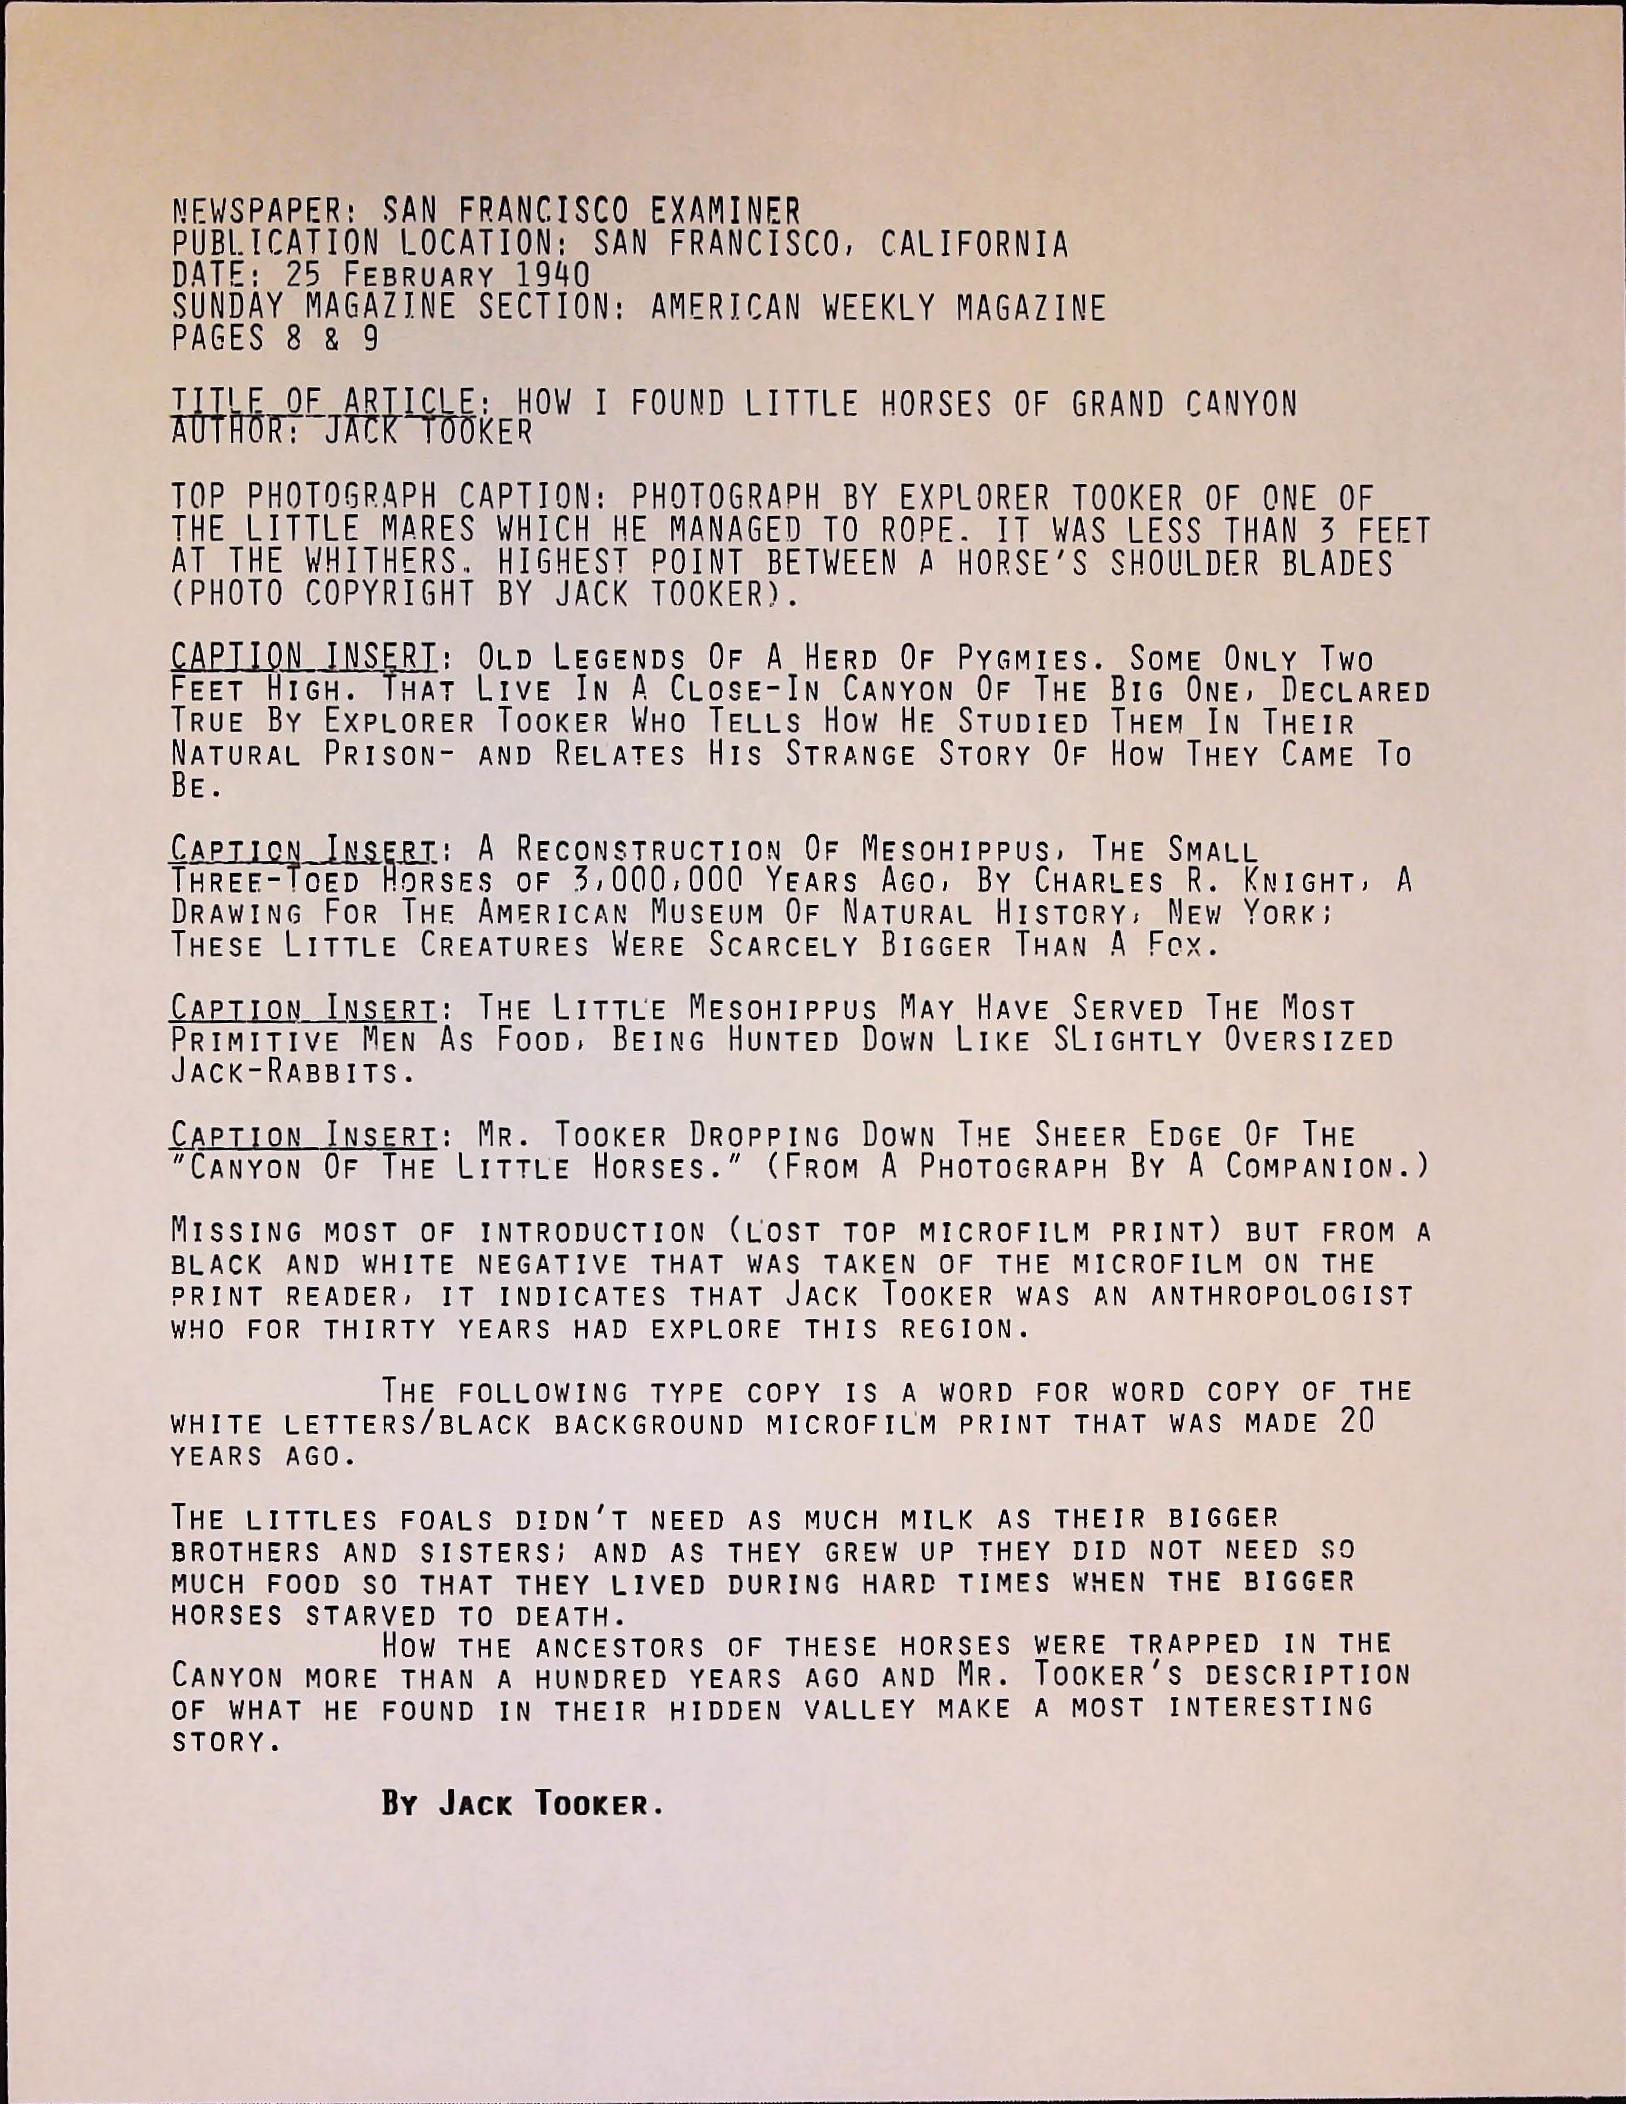 NEWSPAPER: SAN FRANCISCO EXAMINER
PUBLICATION LOCATION: SAN FRANCISCO, CALIFORNIA
DATE: 25 FEBRUARY 1940
SUNDAY MAGAZINE SECTION: AMERICAN WEEKLY MAGAZINE
PAGES 8 & 9
TITLE OF ARTICLE: HOW I FOUND LITTLE HORSES OF GRAND CANYON
AUTHOR: JACK TOOKER
TOP PHOTOGRAPH CAPTION: PHOTOGRAPH BY EXPLORER TOOKER OF ONE OF
THE LITTLE MARES WHICH HE MANAGED TO ROPE. IT WAS LESS THAN 3 FEET
AT THE WHITHERS. HIGHEST POINT BETWEEN A HORSE'S SHOULDER BLADES
(PHOTO COPYRIGHT BY JACK TOOKER).
CAPTION INSERT: OLD LEGENDS OF A HERD OF PYGMIES. SOME ONLY TWO
FEET HIGH. THAT LIVE IN A CLOSE-IN CANYON OF THE BIG ONE, DECLARED
TRUE BY EXPLORER TOOKER WHO TELLS HOW HE STUDIED THEM IN THEIR
NATURAL PRISON- AND RELATES HIS STRANGE STORY OF HOW THEY CAME TO
BE.
CAPTION INSERT: A RECONSTRUCTION OF MESOHIPPUS, THE SMALL
THREE-TOED HORSES OF 3,000,000 YEARS AGO, BY CHARLES R. KNIGHT, A
DRAWING FOR THE AMERICAN MUSEUM OF NATURAL HISTORY, NEW YORK;
THESE LITTLE CREATURES WERE SCARCELY BIGGER THAN A FOX.
CAPTION INSERT: THE LITTLE MESOHIPPUS MAY HAVE SERVED THE MOST
PRIMITIVE MEN AS FOOD, BEING HUNTED DOWN LIKE SLIGHTLY OVERSIZED
JACK-RABBITS.
CAPTION INSERT: MR. TOOKER DROPPING DOWN THE SHEER EDGE OF THE
"CANYON OF THE LITTLE HORSES." (FROM A PHOTOGRAPH BY A COMPANION.)
MISSING MOST OF INTRODUCTION (LOST TOP MICROFILM PRINT) BUT FROM A
BLACK AND WHITE NEGATIVE THAT WAS TAKEN OF THE MICROFILM ON THE
PRINT READER, IT INDICATES THAT JACK TOOKER WAS AN ANTHROPOLOGIST
WHO FOR THIRTY YEARS HAD EXPLORE THIS REGION.
THE FOLLOWING TYPE COPY IS A WORD FOR WORD COPY OF THE
WHITE LETTERS/BLACK BACKGROUND MICROFILM PRINT THAT WAS MADE 20
YEARS AGO.
THE LITTLES FOALS DIDN'T NEED AS MUCH MILK AS THEIR BIGGER
BROTHERS AND SISTERS; AND AS THEY GREW UP THEY DID NOT NEED SO
MUCH FOOD SO THAT THEY LIVED DURING HARD TIMES WHEN THE BIGGER
HORSES STARVED TO DEATH.
HOW THE ANCESTORS OF THESE HORSES WERE TRAPPED IN THE
CANYON MORE THAN A HUNDRED YEARS AGO AND MR. TOOKER'S DESCRIPTION
OF WHAT HE FOUND IN THEIR HIDDEN VALLEY MAKE A MOST INTERESTING
STORY.
BY JACK TOOKER.